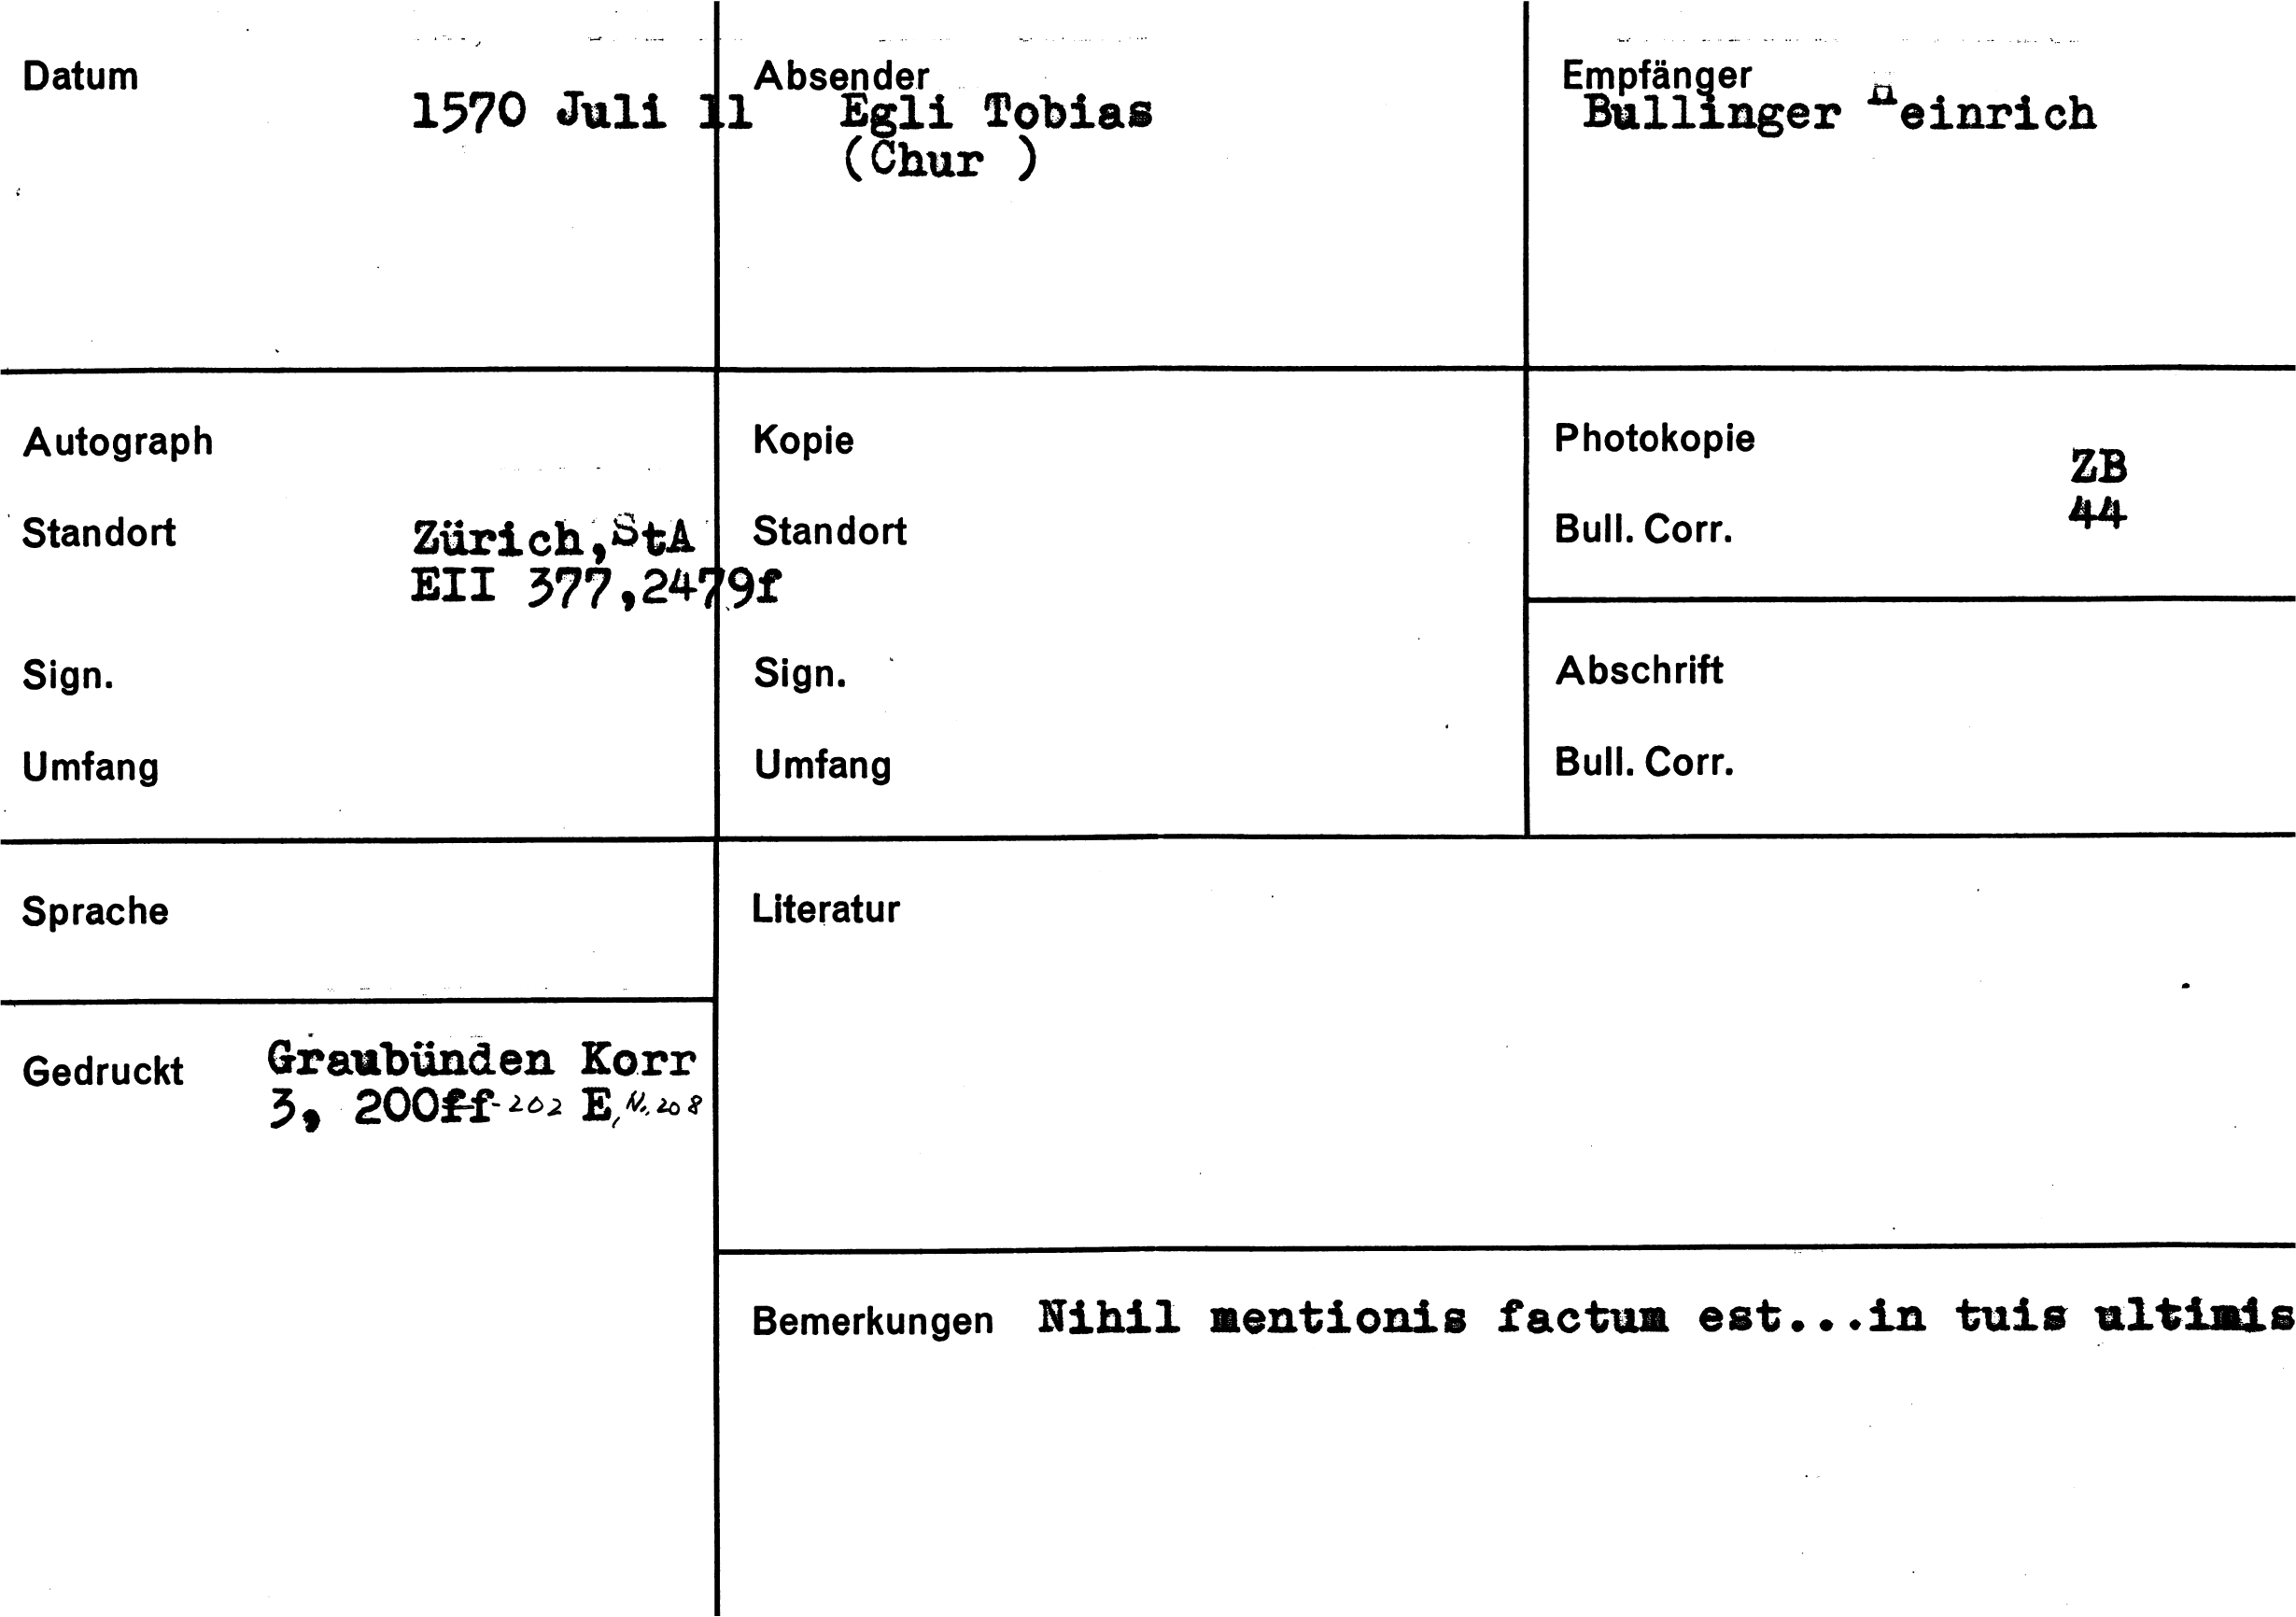 Datum
1570 Juli 11
Absender
Egli Tobias
(Chur )
Empfänger
Bullinger Heinrich
Autograph
Standort
Zürich, StA
EII 377,2479f
Sign.
Umfang
Kopie
Standort
Sign.
Umfang
Photokopie
ZB
44
Bull. Corr.
Abschrift
Bull. Corr.
Sprache
Gedruckt
Graubünden Korr
3, 200ff-202 E, N. 208
Literatur
Bemerkungen Nihil mentionis factum est...in tuis ultimis